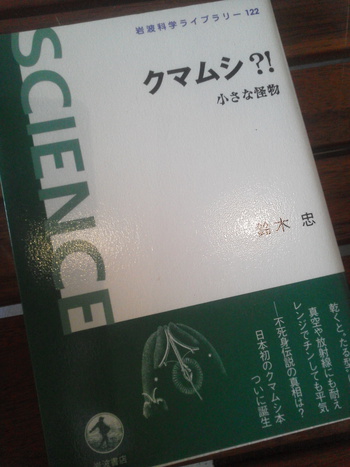 岩波科学ライブラリー 122
SCIENCE
クマムシ?!
小さな怪物
鈴木 忠
乾くと。たる型に
真空や放射線にも耐え
レンジでチンしても平気
──不死身伝説の真相は?
日本初のクマムシ本
ついに誕生
岩波書店